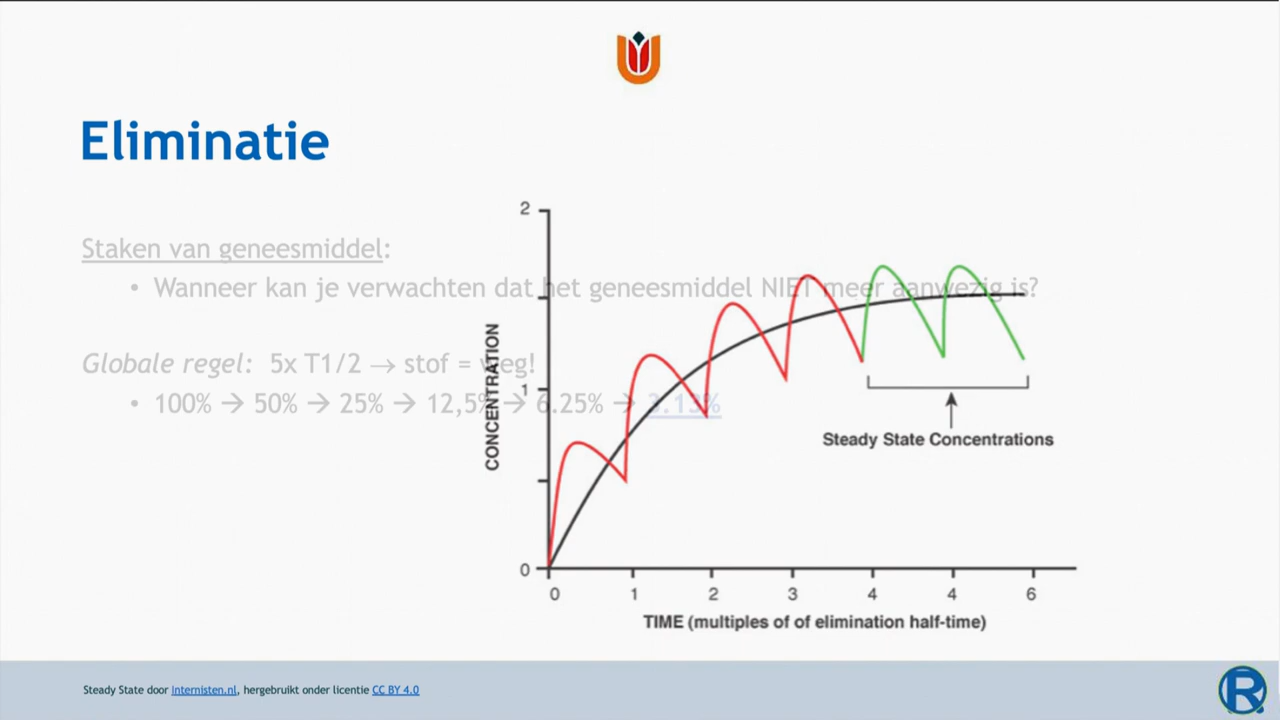 Eliminatie
Staken van geneesmiddel:
• Wanneer kan je verwachten dat het geneesmiddel NIET meer aanwezig is?
Globale regel: 5x T1/2 → stof = weg!
• 100% → 50% → 25% → 12,5% → 6.25% → 3.13%
2
1
0
CONCENTRATION
Steady State Concentrations
0 1 2 3 4 4 6
TIME (multiples of of elimination half-time)
Steady State door internisten.nl, hergebruikt onder licentie CC BY 4.0
R